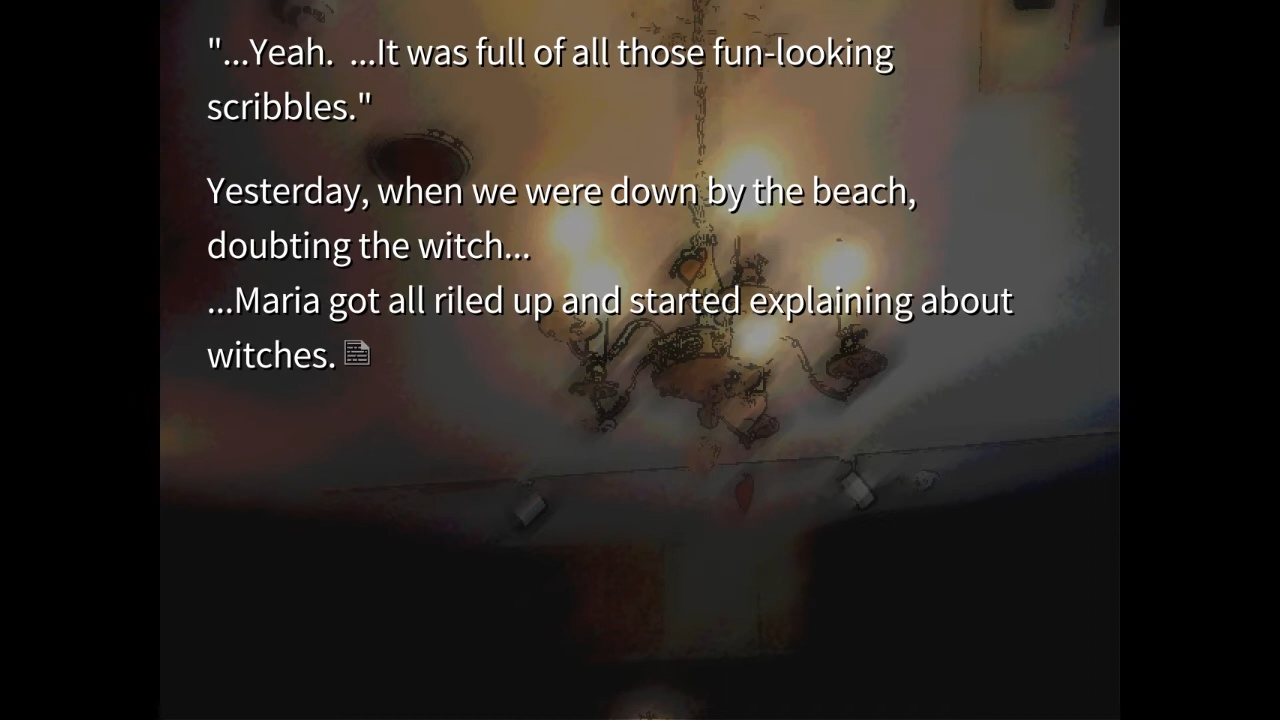 "...Yeah.  ...It was full of all those fun-looking
scribbles."
Yesterday, when we were down by the beach,
doubting the witch...
...Maria got all riled up and started explaining about
witches.